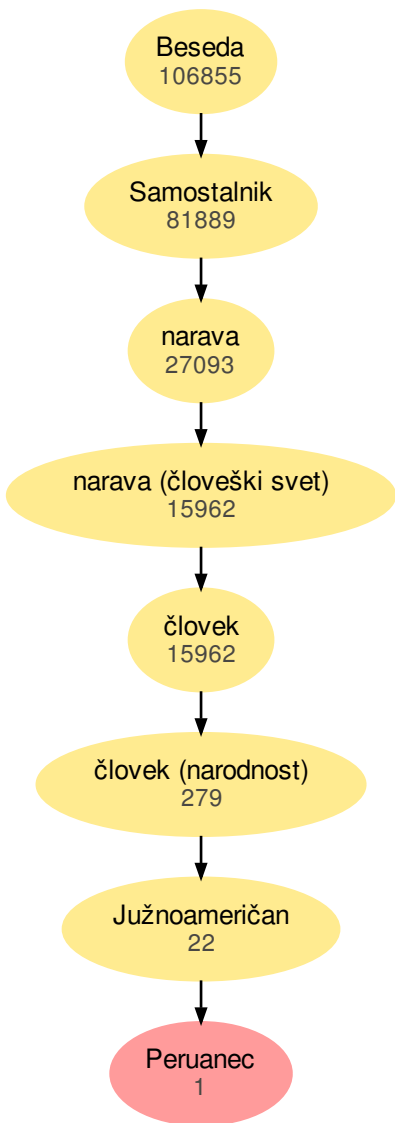 Beseda
106855
Samostalnik
81889
narava
27093
narava (človeški svet)
15962
človek
15962
človek (narodnost)
279
Južnoameričan
22
Peruanec
1